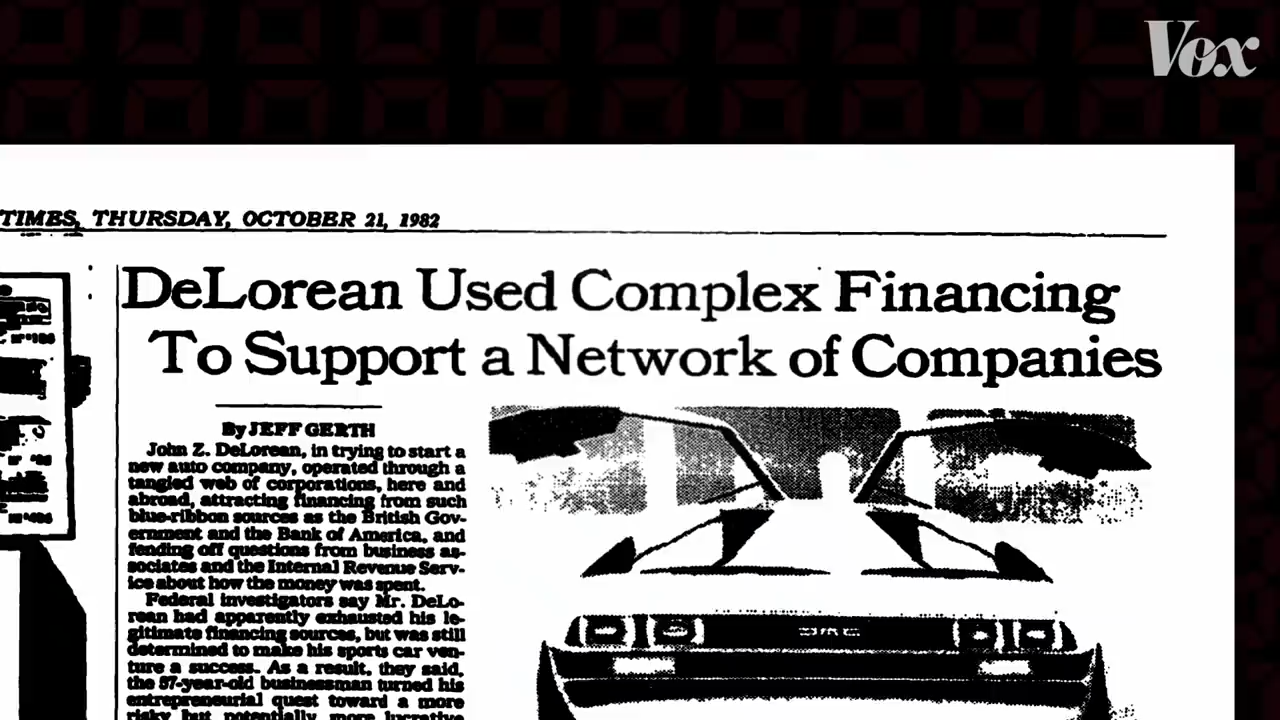 Vox
TIMES, THURSDAY, OCTOBER 21, 1982
DeLorean Used Complex Financing
To Support a Network of Companies
By JEFF GERTH
John Z. DeLorean, in trying to start a
new auto company, operated through a
tangled web of corporations, here and
abroad, attracting financing from such
blue-ribbon sources as the British Gov-
ernment and the Bank of America, and
fending off questions from business as-
sociates and the Internal Revenue Serv-
ice about how the money was spent.
Federal investigators say Mr. DeLo-
rean had apparently exhausted his le-
gitimate financing sources, but was still
determined to make his sports car ven-
ture a success. As a result, they said,
the 57-year-old businessman turned his
entrepreneurial quest toward a more
risky but potentially more lucrative
DMC